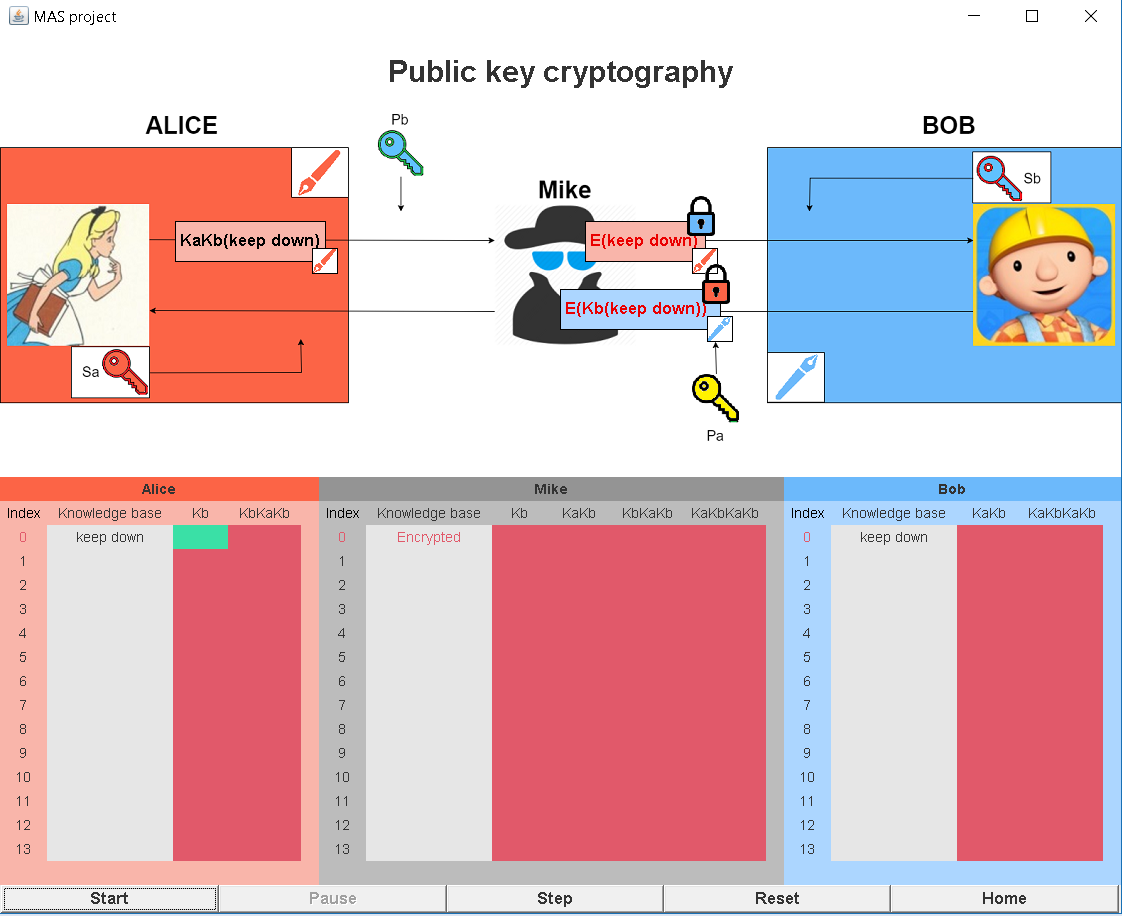 MAS project
Public key cryptography
ALICE
Pb
BOB
Mike
Sb
KaKb(keep down)
E(keep down)
E(Kb(keep down))
Sa
Pa
Alice Mike Bob
Index Knowledge base Kb KbKaKb Index Knowledge base Kb KaKb KbKaKb KaKbKaKb Index Knowledge base KaKb KaKbKaKb
0 keep down 0 Encrypted 0 keep down
1 1 1
2 2 2
3 3 3
4 4 4
5 5 5
6 6 6
7 7 7
8 8 8
9 9 9
10 10 10
11 11 11
12 12 12
13 13 13
Start Pause Step Reset Home